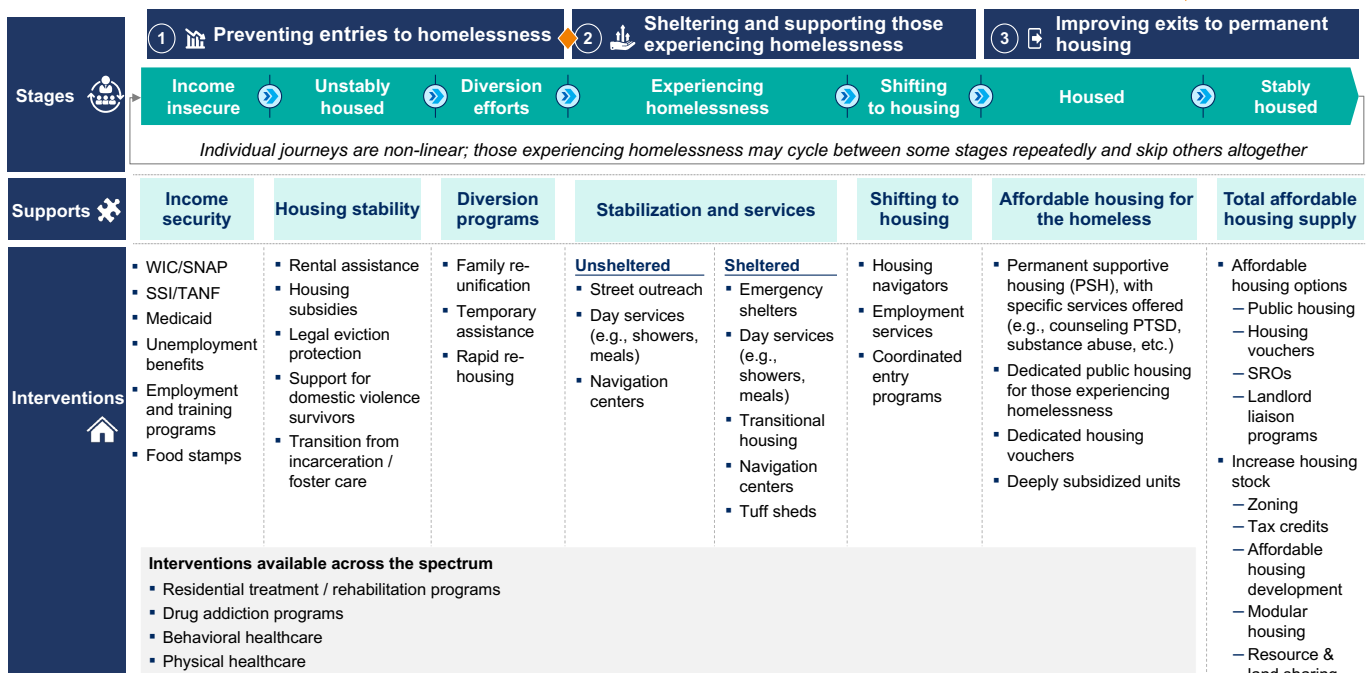 1 Preventing entries to homelessness
2 Sheltering and supporting those
experiencing homelessness
3 Improving exits to permanent
housing
Stages
Income
insecure
Unstably
housed
Diversion
efforts
Experiencing
homelessness
Shifting
to housing
Housed
Stably
housed
Individual journeys are non-linear; those experiencing homelessness may cycle between some stages repeatedly and skip others altogether
Supports
Income
security
Housing stability
Diversion
programs
Stabilization and services
Shifting to
housing
Affordable housing for
the homeless
Total affordable
housing supply
Interventions
▪ WIC/SNAP
▪ SSI/TANF
▪ Medicaid
▪ Unemployment
benefits
▪ Employment
and training
programs
▪ Food stamps
▪ Rental assistance
▪ Housing
subsidies
▪ Legal eviction
protection
▪ Support for
domestic violence
survivors
▪ Transition from
incarceration /
foster care
▪ Family re-
unification
▪ Temporary
assistance
▪ Rapid re-
housing
Unsheltered
▪ Street outreach
▪ Day services
(e.g., showers,
meals)
▪ Navigation
centers
Sheltered
▪ Emergency
shelters
▪ Day services
(e.g.,
showers,
meals)
▪ Transitional
housing
▪ Navigation
centers
▪ Tuff sheds
▪ Housing
navigators
▪ Employment
services
▪ Coordinated
entry
programs
▪ Permanent supportive
housing (PSH), with
specific services offered
(e.g., counseling PTSD,
substance abuse, etc.)
▪ Dedicated public housing
for those experiencing
homelessness
▪ Dedicated housing
vouchers
▪ Deeply subsidized units
▪ Affordable
housing options
– Public housing
– Housing
vouchers
– SROs
– Landlord
liaison
programs
▪ Increase housing
stock
– Zoning
– Tax credits
– Affordable
housing
development
– Modular
housing
– Resource &
land sharing
Interventions available across the spectrum
▪ Residential treatment / rehabilitation programs
▪ Drug addiction programs
▪ Behavioral healthcare
▪ Physical healthcare